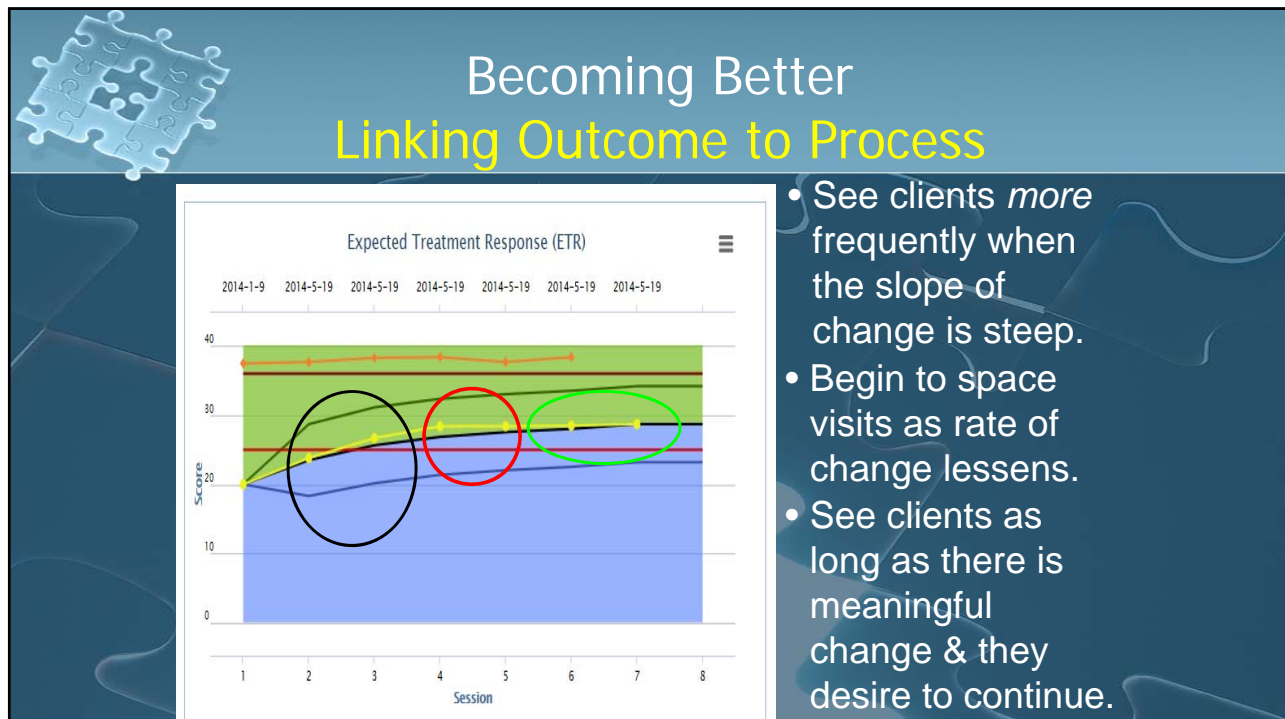 Becoming Better
Linking Outcome to Process
Expected Treatment Response (ETR)
2014-1-9 2014-5-19 2014-5-19 2014-5-19 2014-5-19 2014-5-19 2014-5-19
40
30
20
10
0
Score
1 2 3 4 5 6 7 8
Session
• See clients more
frequently when
the slope of
change is steep.
• Begin to space
visits as rate of
change lessens.
• See clients as
long as there is
meaningful
change & they
desire to continue.